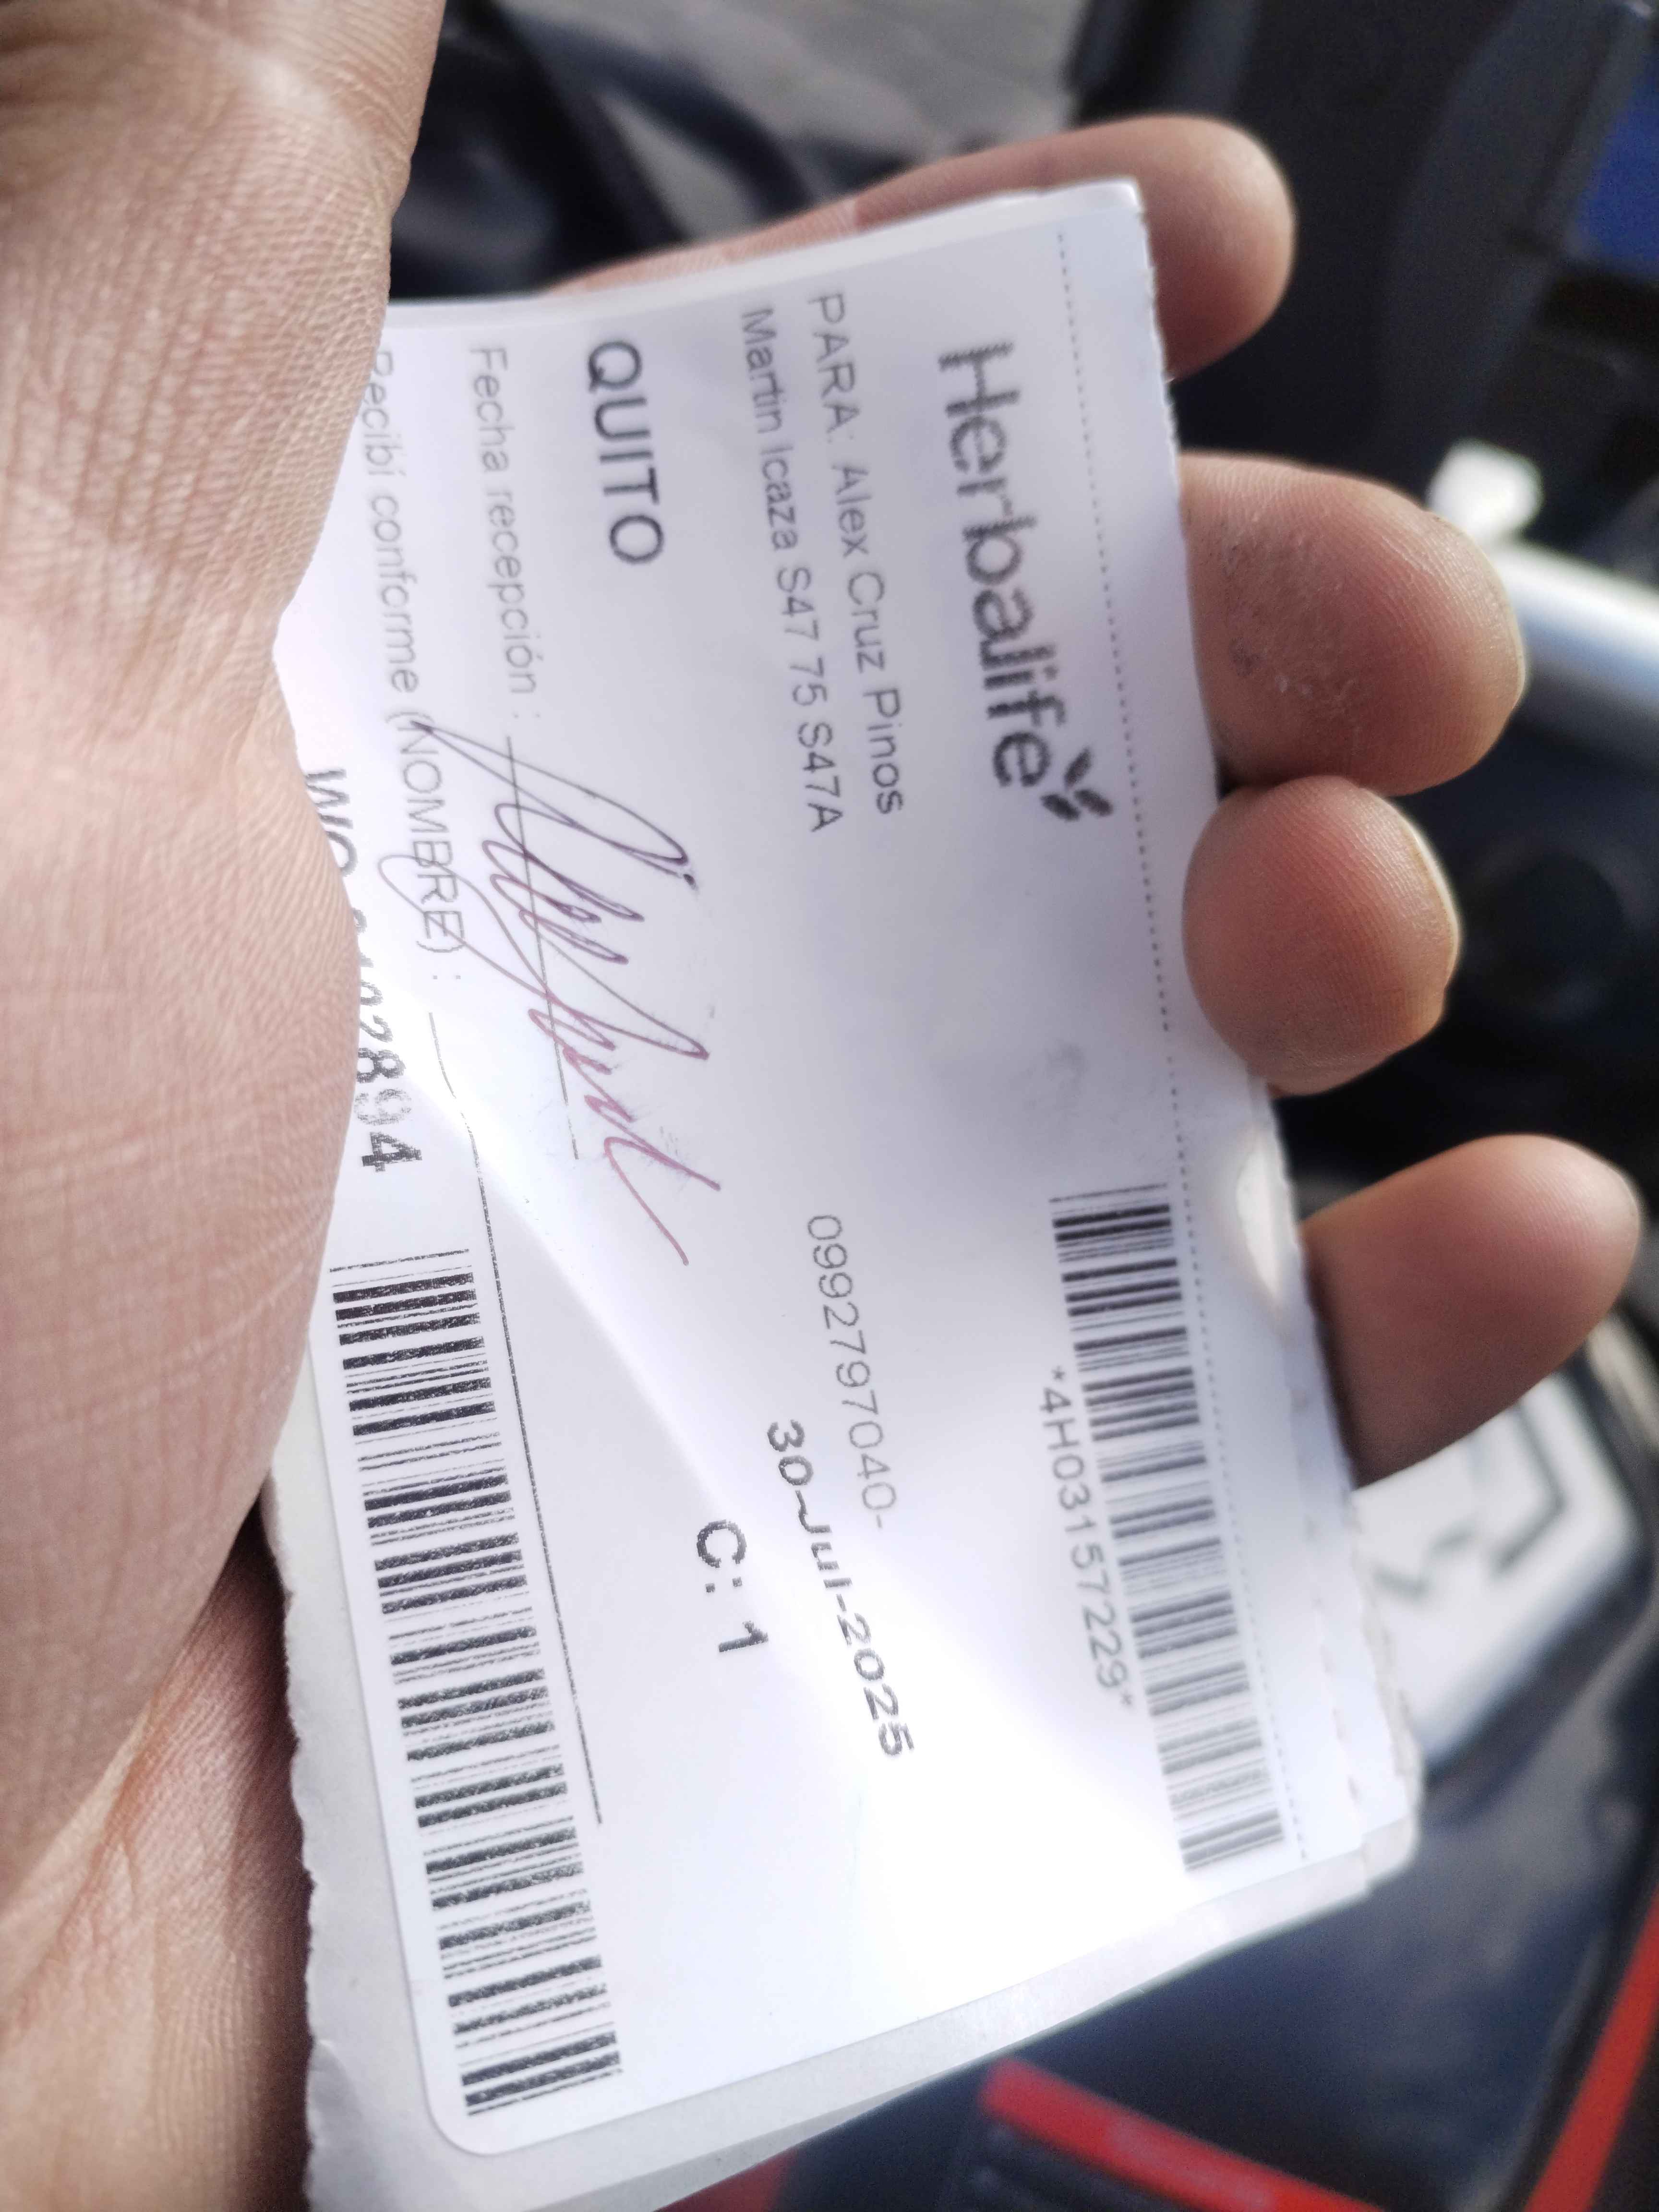 Herbalife
*4H03157229*
PARA: Alex Cruz Pinos
0992797040-
Martin Icaza S47 75 S47A
30-Jul-2025
QUITO
C: 1
Fecha recepción :
Recibí conforme (NOMBRE) :
2894